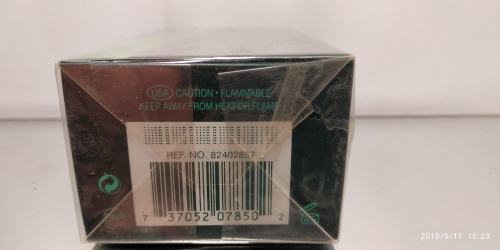 USA CAUTION • FLAMMABLE
KEEP AWAY FROM HEAT OR FLAME
REF. NO. 82402857
7 37052 07850 2
2019/5/17 15:29